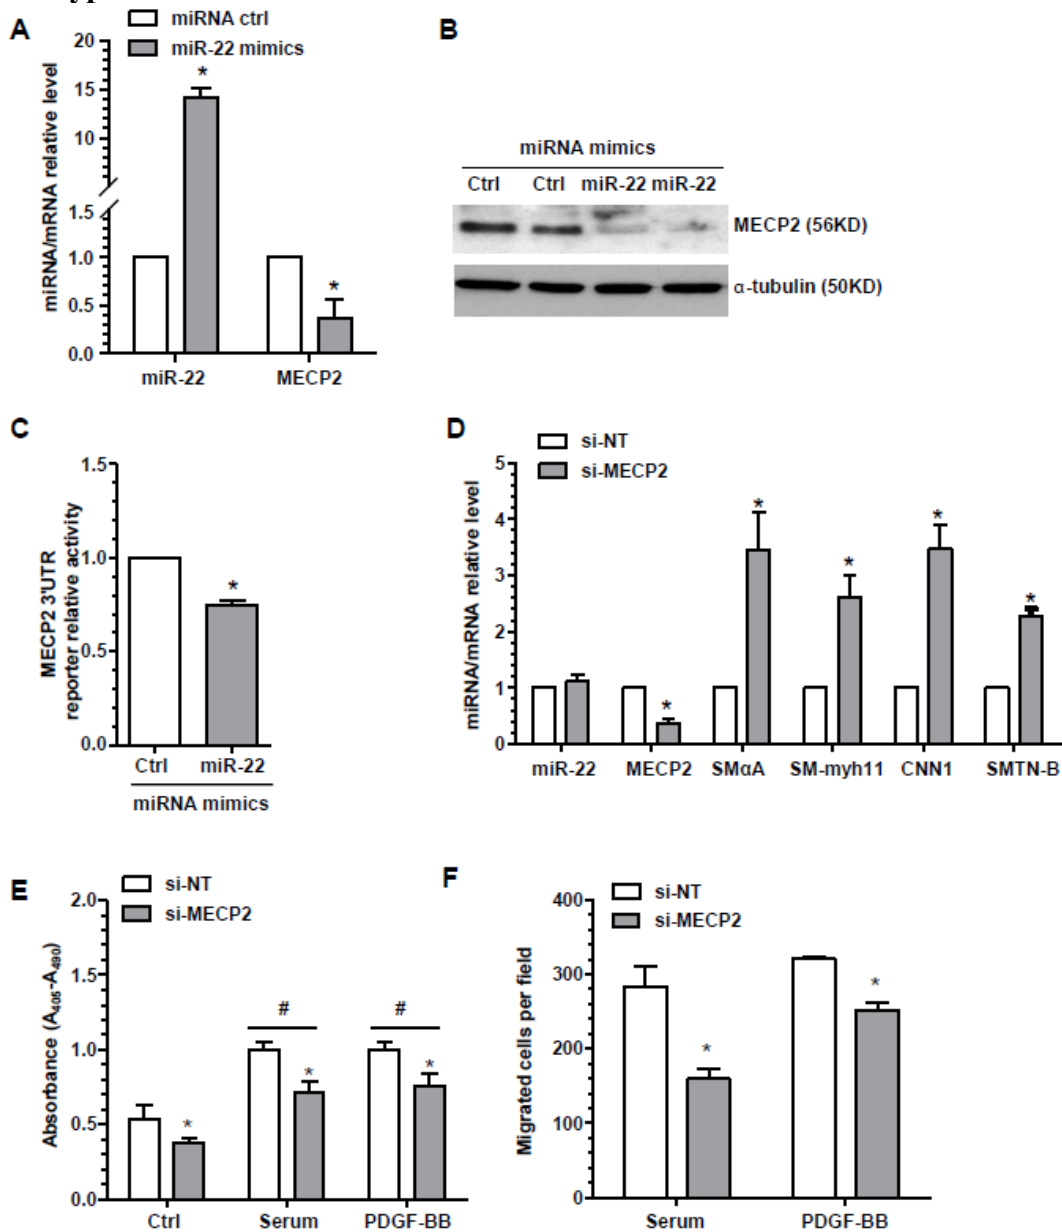 A
miRNA ctrl
miR-22 mimics
miRNA/mRNA relative level
20
15
10
1.5
1.0
0.5
0.0
*
*
miR-22 MECP2
B
miRNA mimics
Ctrl Ctrl miR-22 miR-22
MECP2 (56KD)
α-tubulin (50KD)
C
MECP2 3'UTR
reporter relative activity
1.5
1.0
0.5
0.0
*
Ctrl miR-22
miRNA mimics
D
si-NT
si-MECP2
miRNA/mRNA relative level
5
4
3
2
1
0
* * * * *
miR-22 MECP2 SMαA SM-myh11 CNN1 SMTN-B
E
si-NT
si-MECP2
Absorbance (A405-A490)
2.0
1.5
1.0
0.5
0.0
# #
* * *
Ctrl Serum PDGF-BB
F
si-NT
si-MECP2
Migrated cells per field
400
300
200
100
0
* *
Serum PDGF-BB